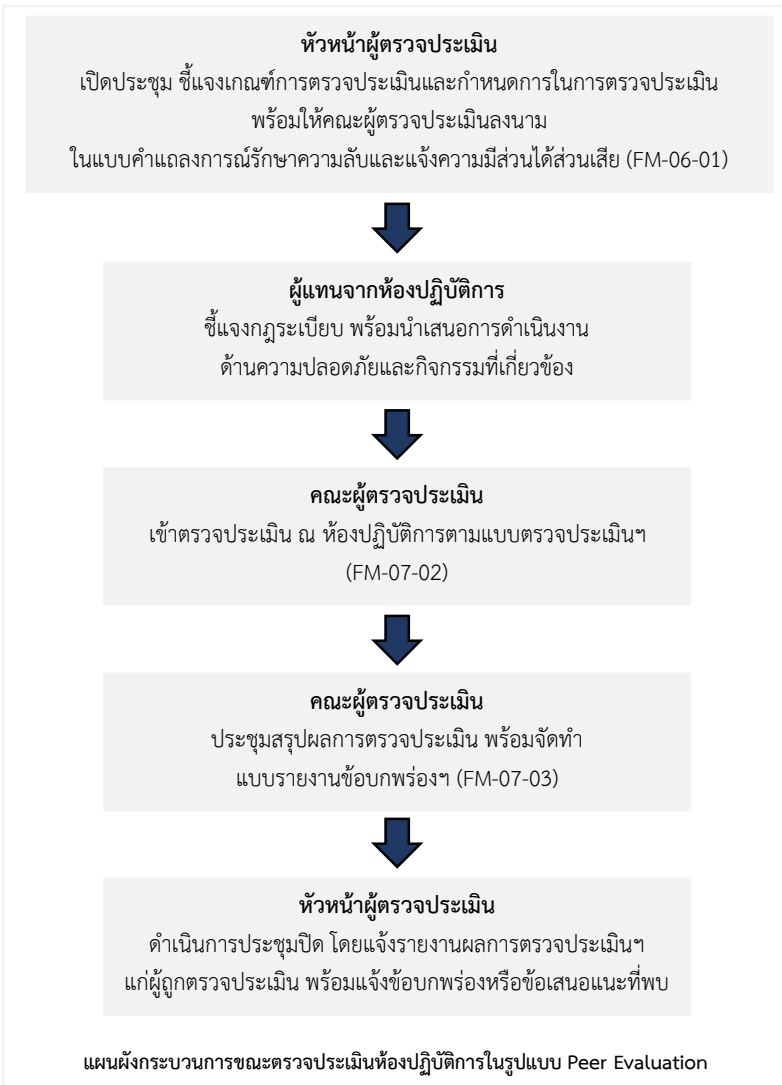 หัวหน้าผู้ตรวจประเมิน
เปิดประชุม ชี้แจงเกณฑ์การตรวจประเมินและกำหนดการในการตรวจประเมิน
พร้อมให้คณะผู้ตรวจประเมินลงนาม
ในแบบคำแถลงการณ์รักษาความลับและแจ้งความมีส่วนได้ส่วนเสีย (FM-06-01)
ผู้แทนจากห้องปฏิบัติการ
ชี้แจงกฎระเบียบ พร้อมนำเสนอการดำเนินงาน
ด้านความปลอดภัยและกิจกรรมที่เกี่ยวข้อง
คณะผู้ตรวจประเมิน
เข้าตรวจประเมิน ณ ห้องปฏิบัติการตามแบบตรวจประเมินฯ
(FM-07-02)
คณะผู้ตรวจประเมิน
ประชุมสรุปผลการตรวจประเมิน พร้อมจัดทำ
แบบรายงานข้อบกพร่องฯ (FM-07-03)
หัวหน้าผู้ตรวจประเมิน
ดำเนินการประชุมปิด โดยแจ้งรายงานผลการตรวจประเมินฯ
แก่ผู้ถูกตรวจประเมิน พร้อมแจ้งข้อบกพร่องหรือข้อเสนอแนะที่พบ
แผนผังกระบวนการขณะตรวจประเมินห้องปฏิบัติการในรูปแบบ Peer Evaluation